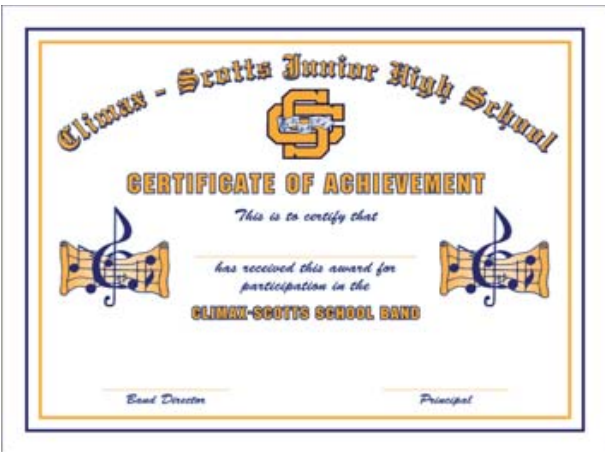 Climax - Scotts Junior High School
CS
CERTIFICATE OF ACHIEVEMENT
This is to certify that
has received this award for
participation in the
CLIMAX-SCOTTS SCHOOL BAND
Band Director
Principal